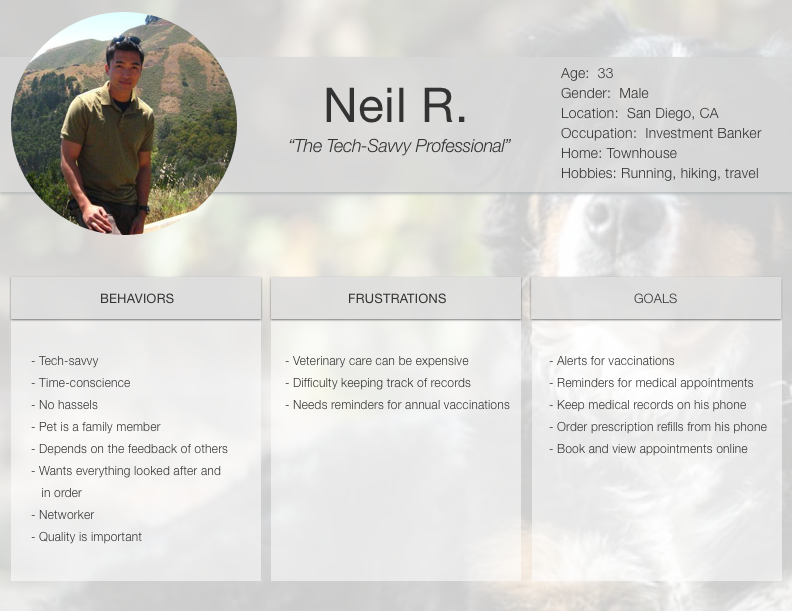 Neil R.
“The Tech-Savvy Professional”
Age:  33
Gender:  Male
Location:  San Diego, CA
Occupation:  Investment Banker
Home: Townhouse
Hobbies: Running, hiking, travel
BEHAVIORS
- Tech-savvy
- Time-conscience
- No hassels
- Pet is a family member
- Depends on the feedback of others
- Wants everything looked after and
in order
- Networker
- Quality is important
FRUSTRATIONS
- Veterinary care can be expensive
- Difficulty keeping track of records
- Needs reminders for annual vaccinations
GOALS
- Alerts for vaccinations
- Reminders for medical appointments
- Keep medical records on his phone
- Order prescription refills from his phone
- Book and view appointments online